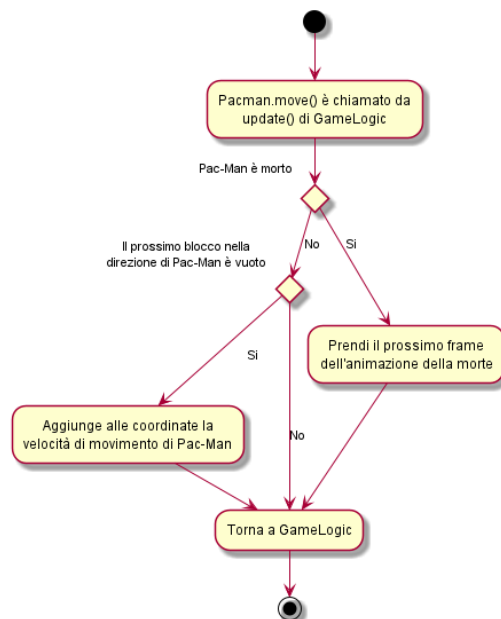 Pacman.move() è chiamato da
update() di GameLogic
Pac-Man è morto
Il prossimo blocco nella
direzione di Pac-Man è vuoto
No
Si
Prendi il prossimo frame
dell'animazione della morte
Si
Aggiunge alle coordinate la
velocità di movimento di Pac-Man
No
Torna a GameLogic